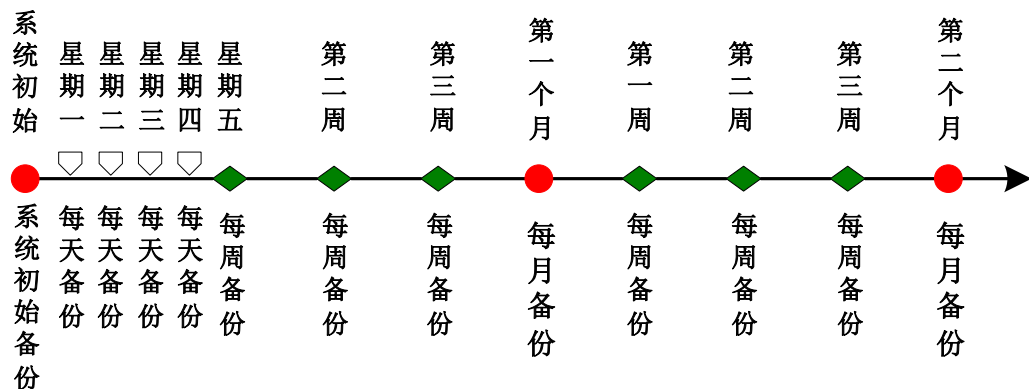 系统初始
星期一
星期二
星期三
星期四
星期五
第二周
第三周
第一个月
第一周
第二周
第三周
第二个月
系统初始备份
每天备份
每天备份
每天备份
每天备份
每周备份
每周备份
每周备份
每月备份
每周备份
每周备份
每周备份
每月备份